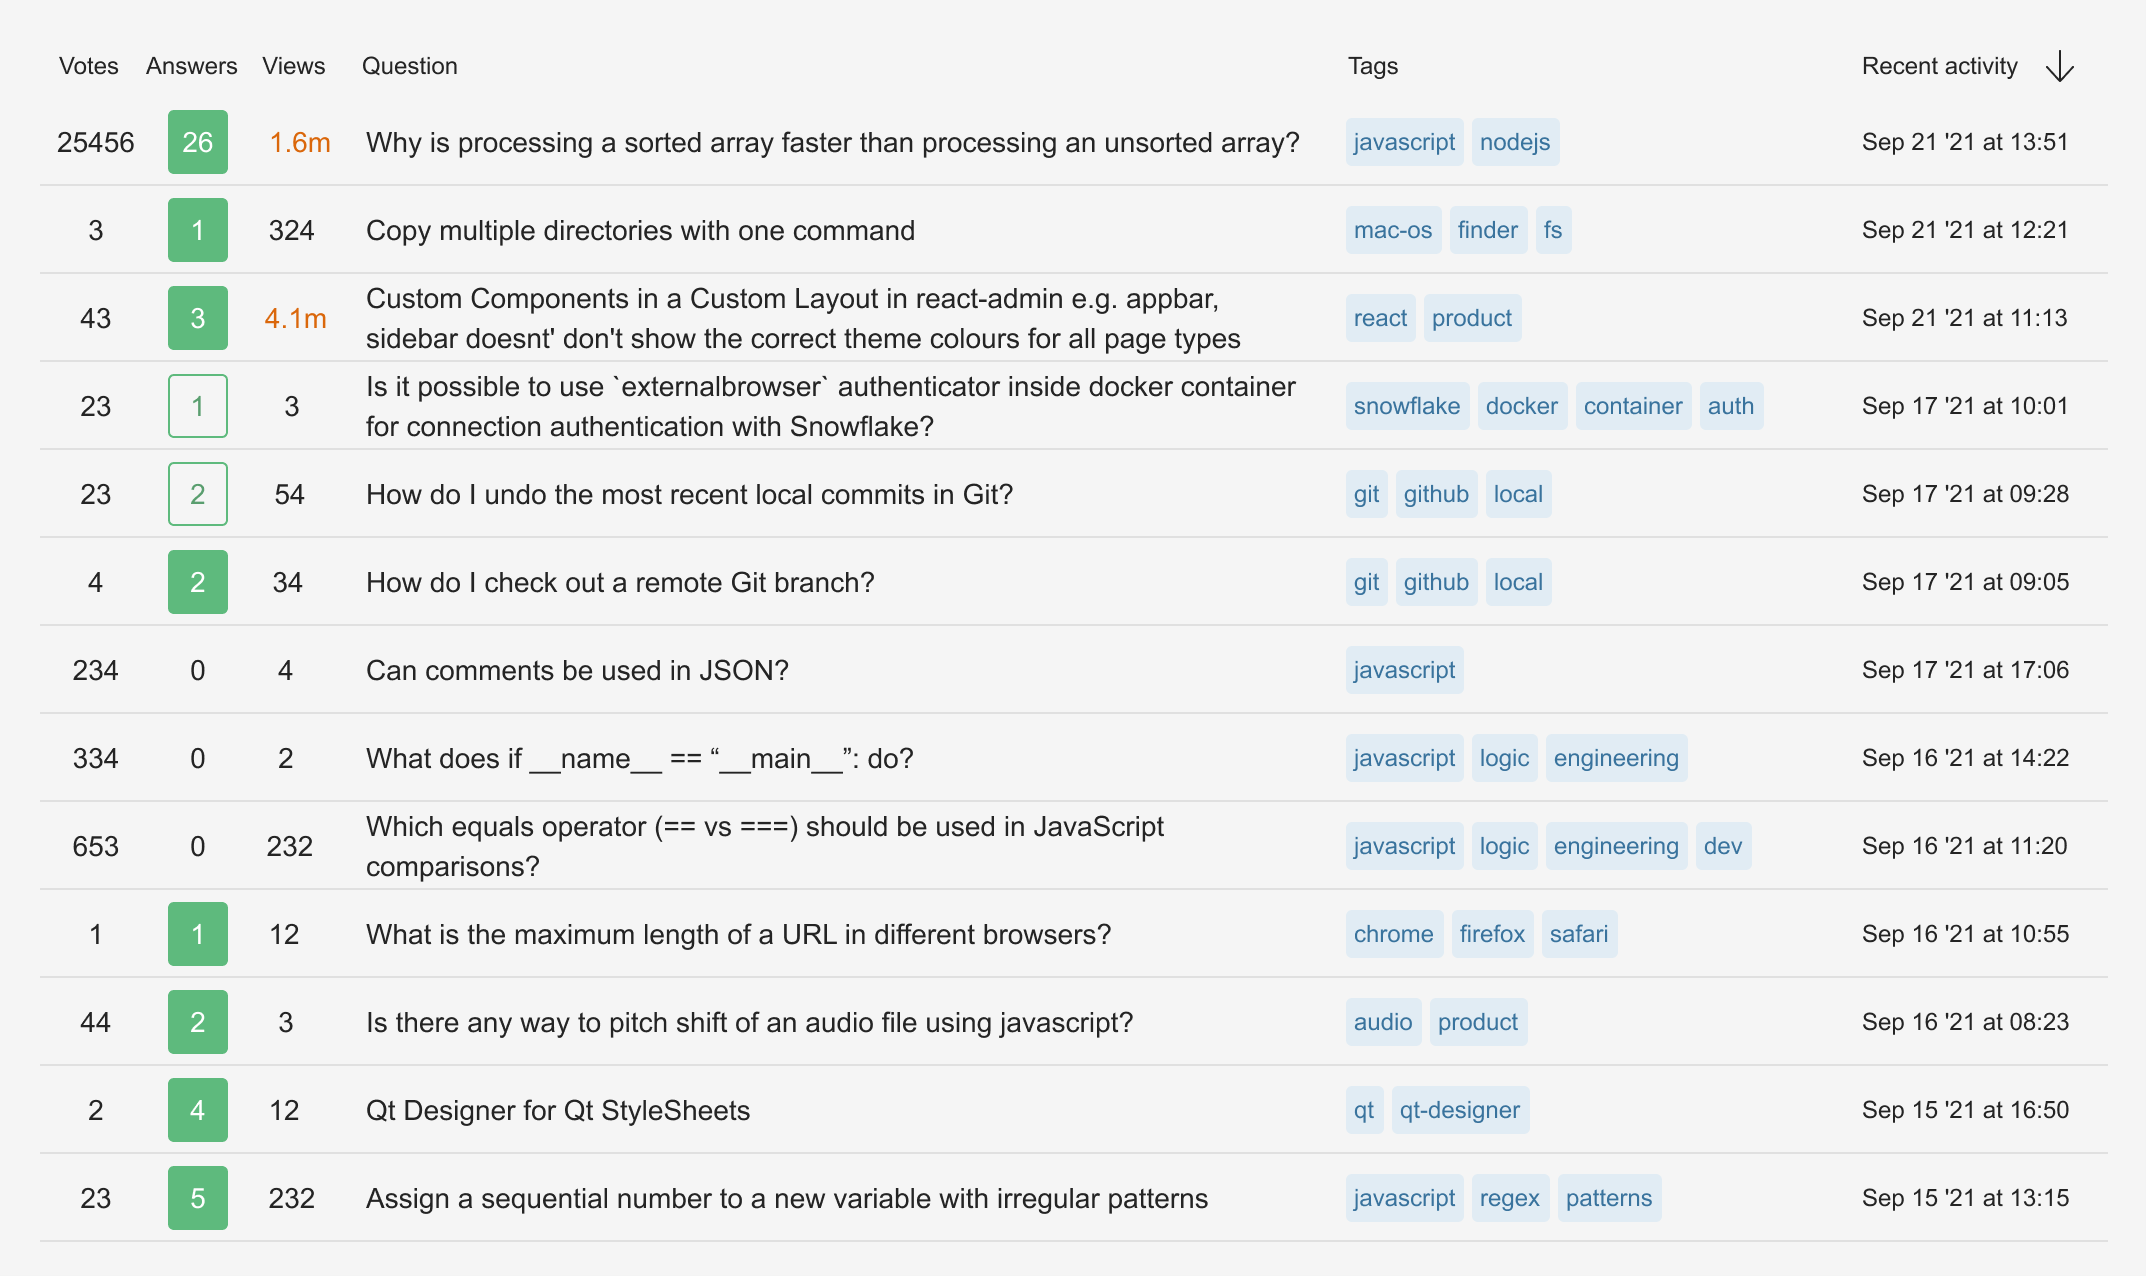 Votes Answers Views Question Tags Recent activity
25456 26 1.6m Why is processing a sorted array faster than processing an unsorted array? javascript nodejs Sep 21 '21 at 13:51
3 1 324 Copy multiple directories with one command mac-os finder fs Sep 21 '21 at 12:21
43 3 4.1m Custom Components in a Custom Layout in react-admin e.g. appbar,
sidebar doesnt' don't show the correct theme colours for all page types react product Sep 21 '21 at 11:13
23 1 3 Is it possible to use `externalbrowser` authenticator inside docker container
for connection authentication with Snowflake? snowflake docker container auth Sep 17 '21 at 10:01
23 2 54 How do I undo the most recent local commits in Git? git github local Sep 17 '21 at 09:28
4 2 34 How do I check out a remote Git branch? git github local Sep 17 '21 at 09:05
234 0 4 Can comments be used in JSON? javascript Sep 17 '21 at 17:06
334 0 2 What does if __name__ == “__main__”: do? javascript logic engineering Sep 16 '21 at 14:22
653 0 232 Which equals operator (== vs ===) should be used in JavaScript
comparisons? javascript logic engineering dev Sep 16 '21 at 11:20
1 1 12 What is the maximum length of a URL in different browsers? chrome firefox safari Sep 16 '21 at 10:55
44 2 3 Is there any way to pitch shift of an audio file using javascript? audio product Sep 16 '21 at 08:23
2 4 12 Qt Designer for Qt StyleSheets qt qt-designer Sep 15 '21 at 16:50
23 5 232 Assign a sequential number to a new variable with irregular patterns javascript regex patterns Sep 15 '21 at 13:15